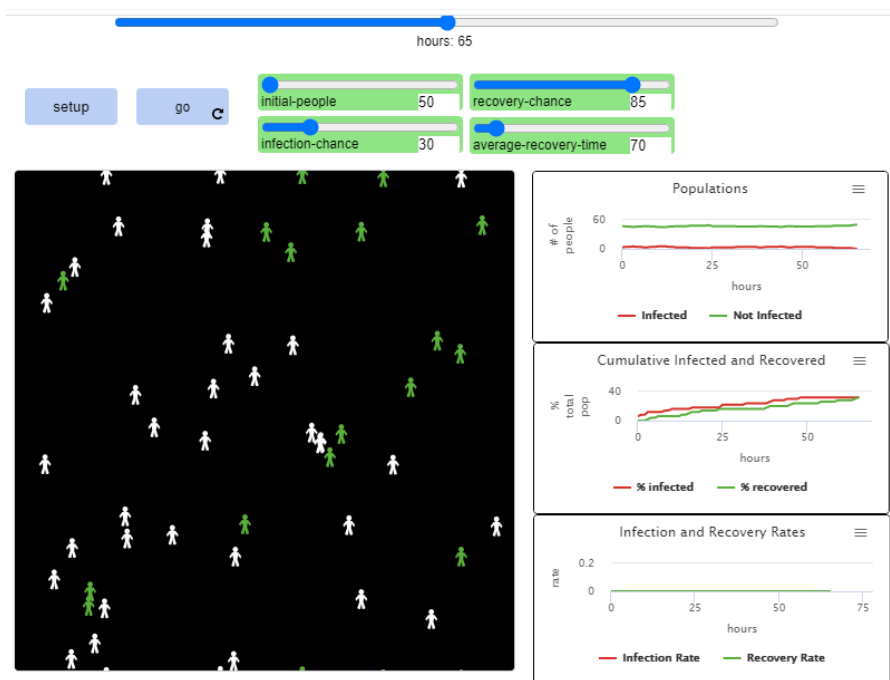 hours: 65
setup
go
initial-people 50
recovery-chance 85
infection-chance 30
average-recovery-time 70
Populations
# of people
60
0
0 25 50
hours
Infected Not Infected
Cumulative Infected and Recovered
% total pop
40
0
0 25 50
hours
% infected % recovered
Infection and Recovery Rates
rate
0.2
0
0 25 50 75
hours
Infection Rate Recovery Rate